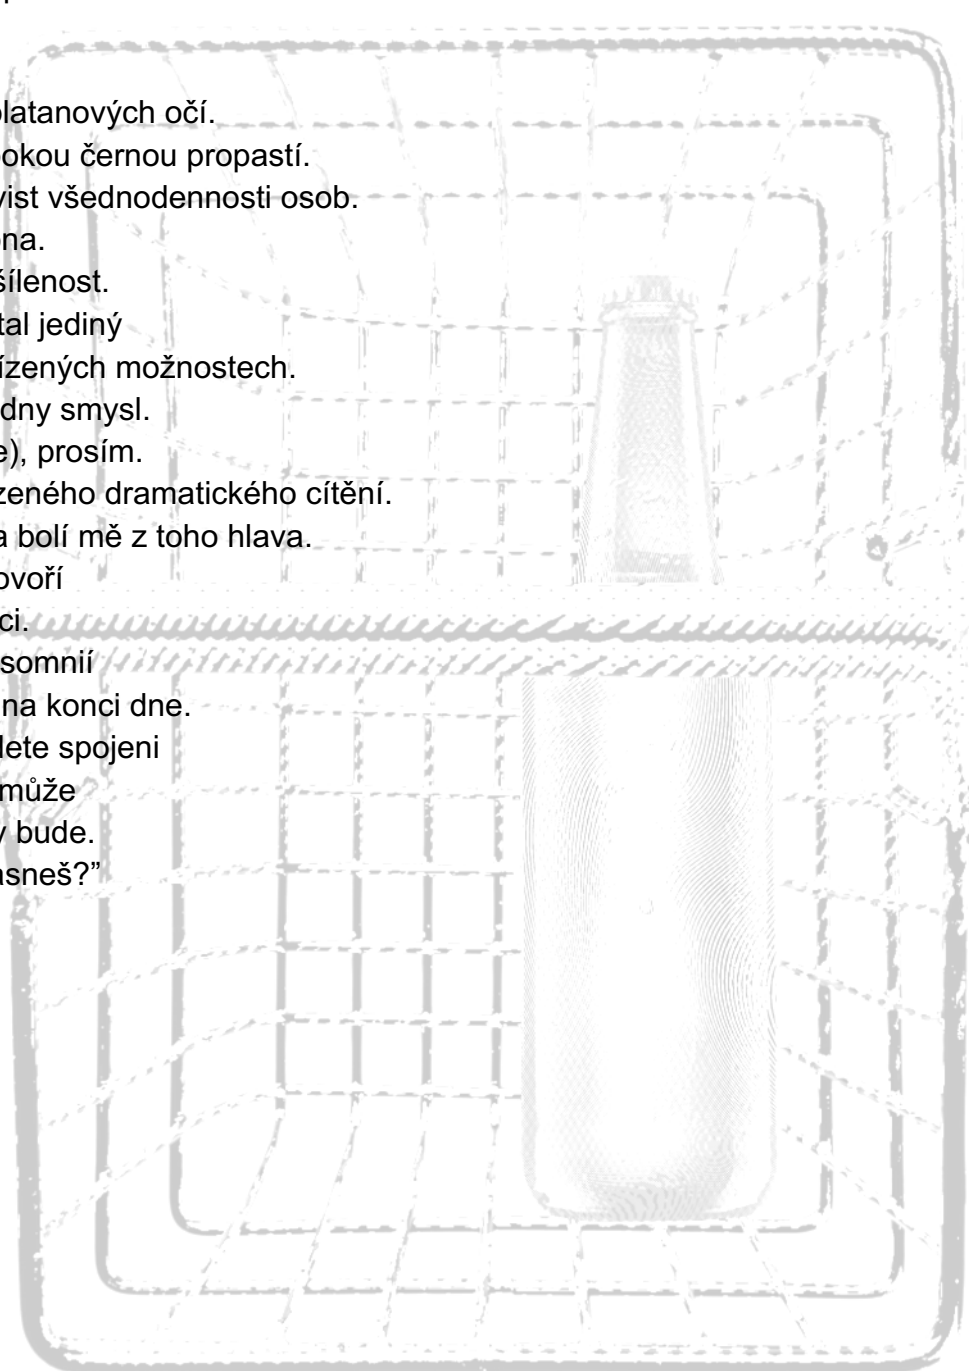 latanových očí.
okou černou propastí.
vist všednodennosti osob.
na.
šílenost.
tal jediný
ízených možnostech.
dny smysl.
e), prosím.
zeného dramatického cítění.
a bolí mě z toho hlava.
ovoří
ci.
somnií
na konci dne.
lete spojeni
může
y bude.
asneš?”